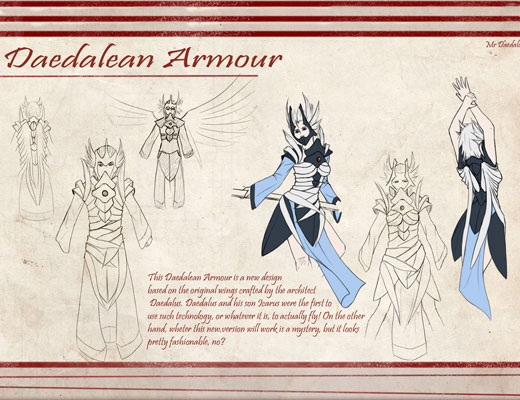 Mr Daedal
Daedalean Armour
This Daedalean Armour is a new design
based on the original wings crafted by the architect
Daedalus. Daedalus and his son Icarus were the first to
use such technology, or whatever it is, to actually fly! On the other
hand, wheter this new.version will work is a mystery, but it looks
pretty fashionable, no?